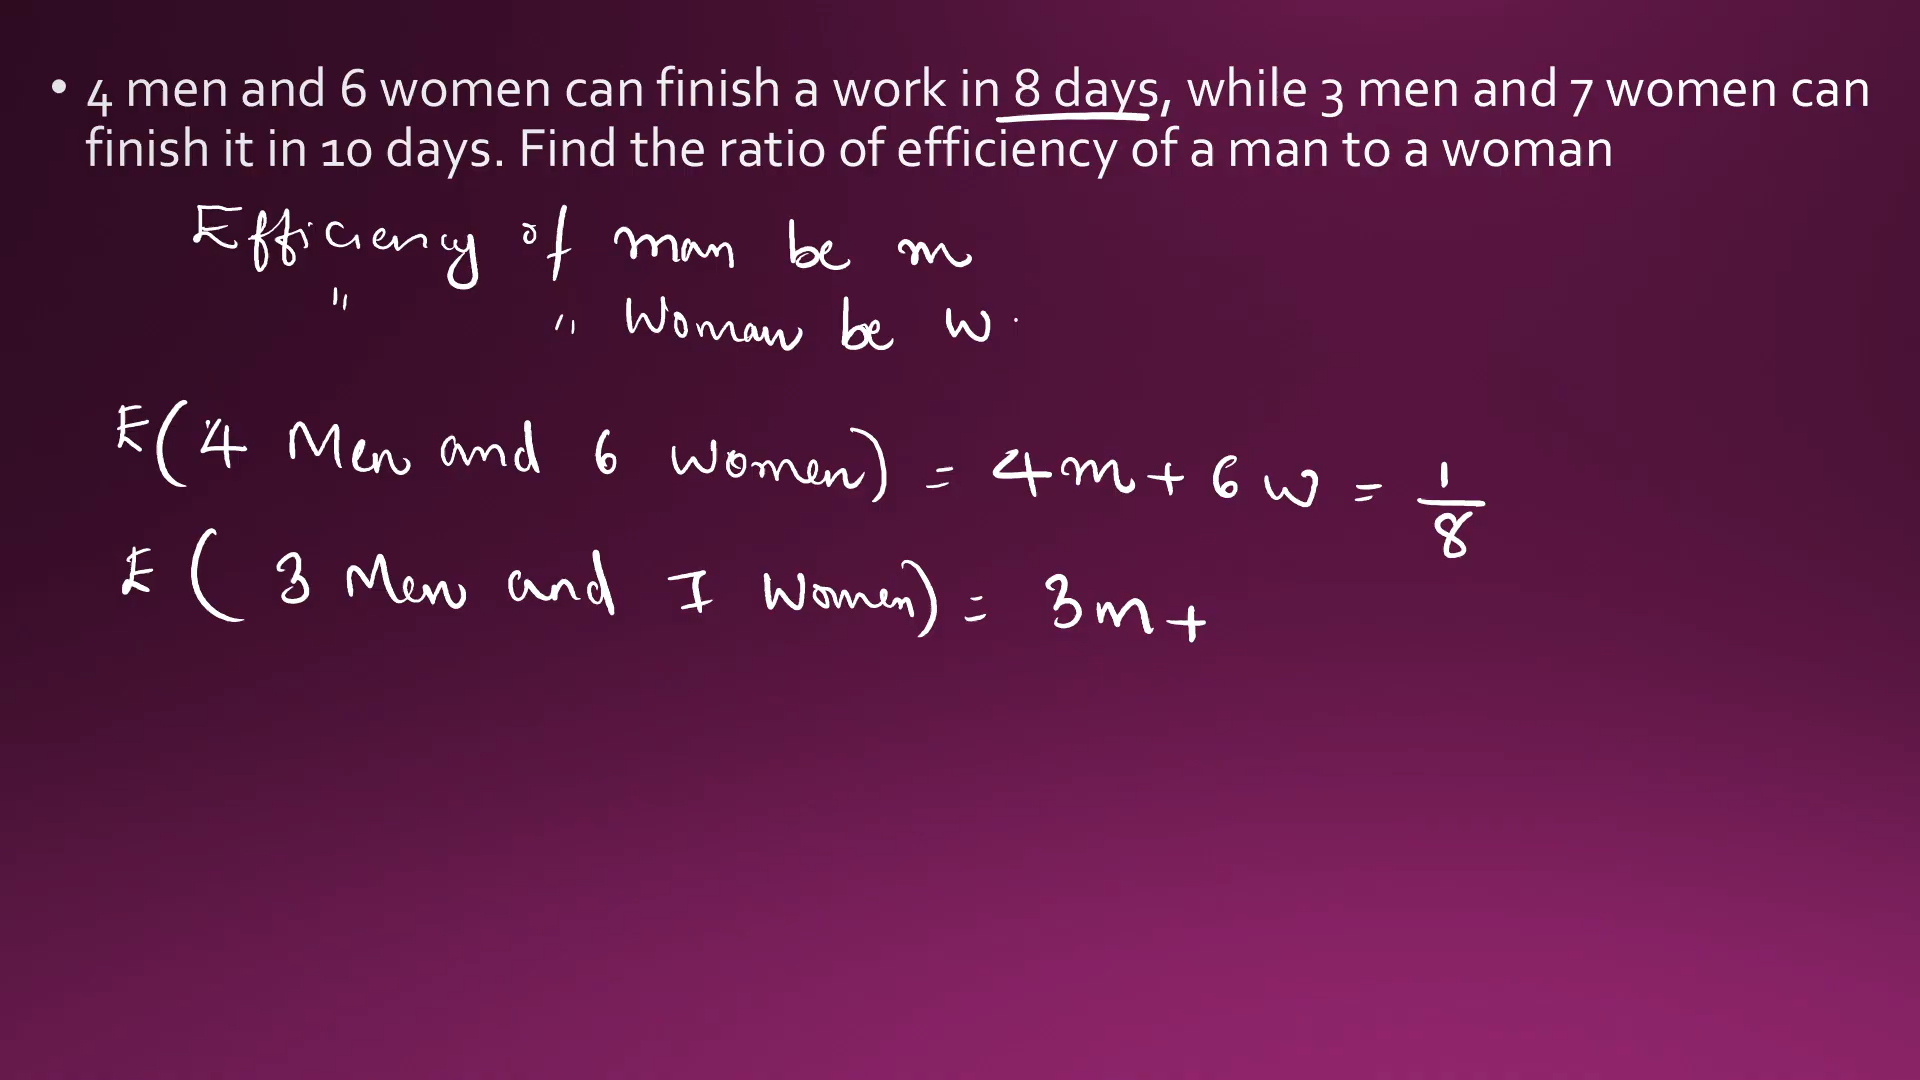 • 4 men and 6 women can finish a work in 8 days, while 3 men and 7 women can
finish it in 10 days. Find the ratio of efficiency of a man to a woman
Efficiency of man be m
" " Woman be w
E(4 Men and 6 Women) = 4m + 6w = 1/8
E(3 Men and 7 Women) = 3m +